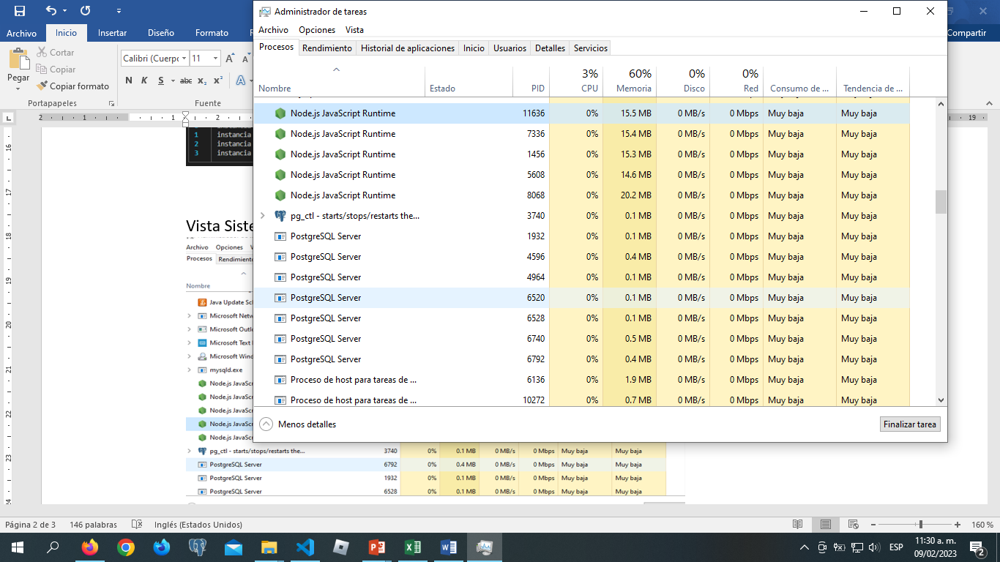 Administrador de tareas
Archivo Opciones Vista
Archivo Inicio Insertar Diseño Formato Compartir
Procesos Rendimiento Historial de aplicaciones Inicio Usuarios Detalles Servicios
Pegar Cortar Copiar Copiar formato
Calibri (Cuerpo 11
N K S abc x₂ x² A
Portapapeles Fuente
3% 60% 0% 0%
Nombre Estado PID CPU Memoria Disco Red Consumo de ... Tendencia de ...
Node.js JavaScript Runtime 11636 0% 15.5 MB 0 MB/s 0 Mbps Muy baja Muy baja
Node.js JavaScript Runtime 7336 0% 15.4 MB 0 MB/s 0 Mbps Muy baja Muy baja
Node.js JavaScript Runtime 1456 0% 15.3 MB 0 MB/s 0 Mbps Muy baja Muy baja
Node.js JavaScript Runtime 5608 0% 14.6 MB 0 MB/s 0 Mbps Muy baja Muy baja
Node.js JavaScript Runtime 8068 0% 20.2 MB 0 MB/s 0 Mbps Muy baja Muy baja
pg_ctl - starts/stops/restarts the... 3740 0% 0.1 MB 0 MB/s 0 Mbps Muy baja Muy baja
PostgreSQL Server 1932 0% 0.1 MB 0 MB/s 0 Mbps Muy baja Muy baja
PostgreSQL Server 4596 0% 0.4 MB 0 MB/s 0 Mbps Muy baja Muy baja
PostgreSQL Server 4964 0% 0.1 MB 0 MB/s 0 Mbps Muy baja Muy baja
PostgreSQL Server 6520 0% 0.1 MB 0 MB/s 0 Mbps Muy baja Muy baja
PostgreSQL Server 6528 0% 0.1 MB 0 MB/s 0 Mbps Muy baja Muy baja
PostgreSQL Server 6740 0% 0.5 MB 0 MB/s 0 Mbps Muy baja Muy baja
PostgreSQL Server 6792 0% 0.4 MB 0 MB/s 0 Mbps Muy baja Muy baja
Proceso de host para tareas de ... 6136 0% 1.9 MB 0 MB/s 0 Mbps Muy baja Muy baja
Proceso de host para tareas de ... 10272 0% 0.7 MB 0 MB/s 0 Mbps Muy baja Muy baja
Menos detalles Finalizar tarea
1 instancia
2 instancia
3 instancia
Vista Siste
Archivo Opciones V
Procesos Rendimiento
Nombre
Java Update Sch
Microsoft Netw
Microsoft Outlo
Microsoft Text I
Microsoft Wind
mysqld.exe
Node.js JavaScr
Node.js JavaScr
Node.js JavaScr
Node.js JavaScr
Node.js JavaScr
pg_ctl - starts/stops/restarts the... 3740 0% 0.1 MB 0 MB/s 0 Mbps Muy baja Muy baja
PostgreSQL Server 6792 0% 0.4 MB 0 MB/s 0 Mbps Muy baja Muy baja
PostgreSQL Server 1932 0% 0.1 MB 0 MB/s 0 Mbps Muy baja Muy baja
PostgreSQL Server 6528 0% 0.1 MB 0 MB/s 0 Mbps Muy baja Muy baja
Página 2 de 3 146 palabras Inglés (Estados Unidos) 160 %
ESP 11:30 a. m.
09/02/2023 2